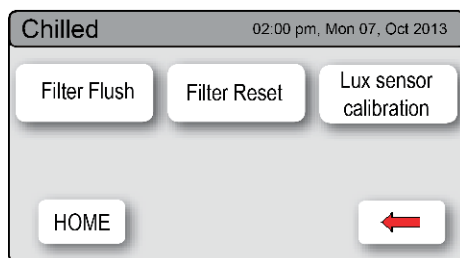 Chilled 02:00 pm, Mon 07, Oct 2013
Filter Flush Filter Reset Lux sensor
calibration
HOME